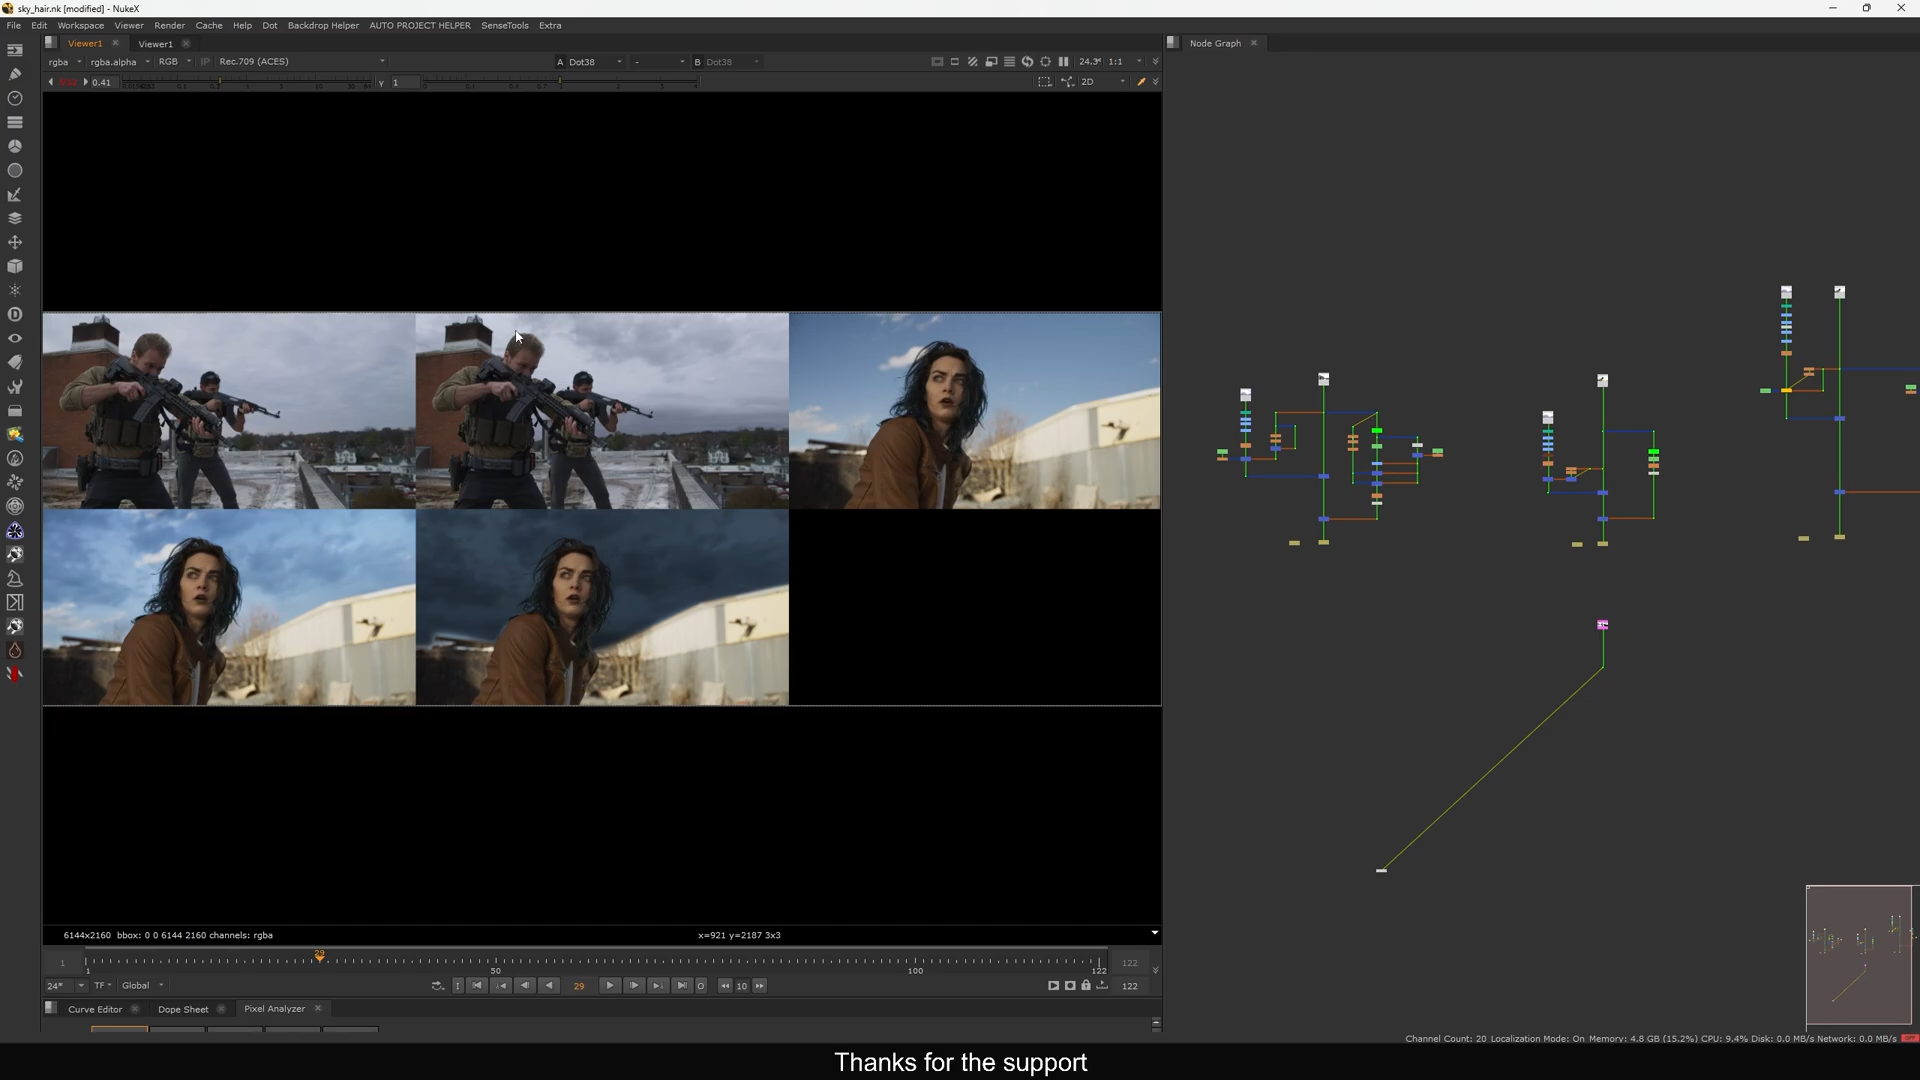 sky_hair.nk [modified] - NukeX
File Edit Workspace Viewer Render Cache Help Dot Backdrop Helper AUTO PROJECT HELPER SenseTools Extra
Viewer1 Viewer1 Node Graph
rgba rgba.alpha RGB IP Rec.709 (ACES) A Dot38 - B Dot38 24.3* 1:1
0.41 Y 1 2D
6144x2160 bbox: 0 0 6144 2160 channels: rgba x=921 y=2187 3x3
29
1 122
1 50 100 122
24* TF Global 29 10 122
Curve Editor Dope Sheet Pixel Analyzer
Channel Count: 20 Localization Mode: On Memory: 4.8 GB (15.2%) CPU: 9.4% Disk: 0.0 MB/s Network: 0.0 MB/s
Thanks for the support